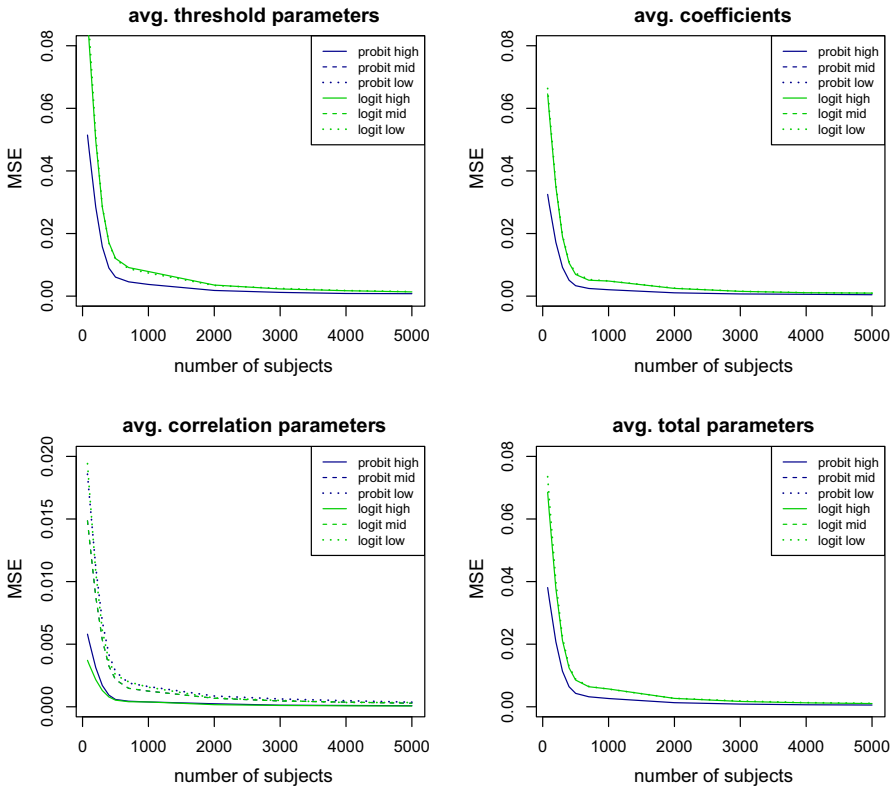 avg. threshold parameters
MSE
0.00 0.02 0.04 0.06 0.08
probit high
probit mid
probit low
logit high
logit mid
logit low
0 1000 2000 3000 4000 5000
number of subjects
avg. coefficients
MSE
0.00 0.02 0.04 0.06 0.08
probit high
probit mid
probit low
logit high
logit mid
logit low
0 1000 2000 3000 4000 5000
number of subjects
avg. correlation parameters
MSE
0.000 0.005 0.010 0.015 0.020
probit high
probit mid
probit low
logit high
logit mid
logit low
0 1000 2000 3000 4000 5000
number of subjects
avg. total parameters
MSE
0.00 0.02 0.04 0.06 0.08
probit high
probit mid
probit low
logit high
logit mid
logit low
0 1000 2000 3000 4000 5000
number of subjects